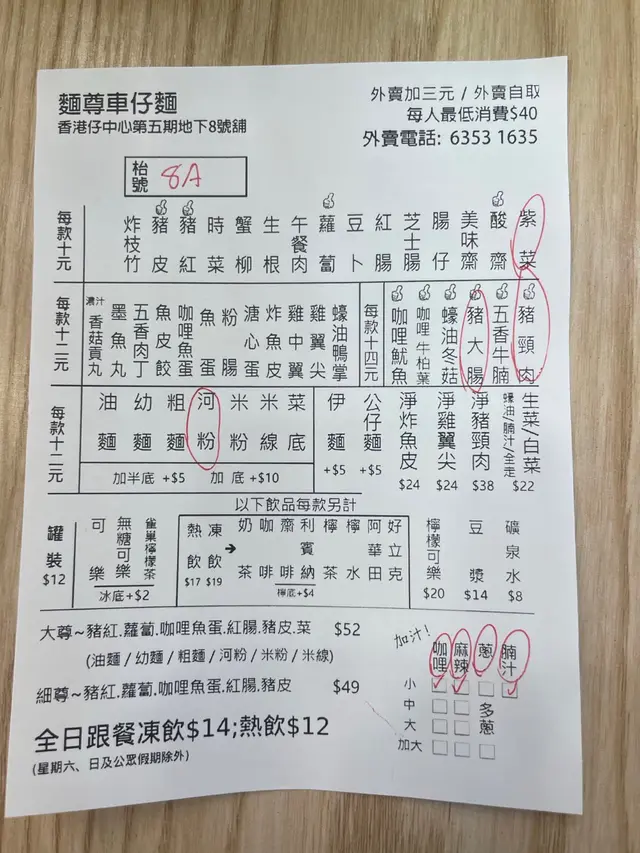 麵尊車仔麵
香港仔中心第五期地下8號舖
外賣加三元 / 外賣自取
每人最低消費$40
外賣電話: 6353 1635
枱號 8A
每款十元
炸枝竹
豬皮
豬紅
時菜
蟹柳
生根
午餐肉
蘿蔔
豆卜
紅腸
芝士腸
腸仔
美味齋
酸齋
紫菜
每款十二元
濃汁香菇貢丸
墨魚丸
五香肉丁
魚皮餃
咖哩魚蛋
魚蛋
粉腸
溏心蛋
炸魚皮
雞中翼
雞翼尖
蠔油鴨掌
每款十四元
咖哩魷魚
咖哩牛柏葉
蠔油冬菇
豬大腸
五香牛腩
豬頸肉
每款十二元
油麵
幼麵
粗麵
河粉
米粉
米線
菜底
加半底 +$5 加底 +$10
伊麵 +$5
公仔麵 +$5
淨炸魚皮 $24
淨雞翼尖 $24
淨豬頸肉 $38
生菜/白菜 蠔油/腩汁/全走 $22
以下飲品每款另計
罐裝 $12
可樂
無糖可樂
雀巢檸檬茶
冰底 +$2
熱飲 $17
凍飲 $19
➔
奶茶
咖啡
齋啡
利賓納
檸茶
檸水
阿華田
好立克
檸底 +$4
檸檬可樂 $20
豆漿 $14
礦泉水 $8
大尊~豬紅.蘿蔔.咖哩魚蛋.紅腸.豬皮.菜 $52
(油麵 / 幼麵 / 粗麵 / 河粉 / 米粉 / 米線)
細尊~豬紅.蘿蔔.咖哩魚蛋.紅腸.豬皮 $49
全日跟餐凍飲$14;熱飲$12
(星期六、日及公眾假期除外)
加汁!
咖哩 麻辣 蔥 腩汁
小
中 多
大 蔥
加大